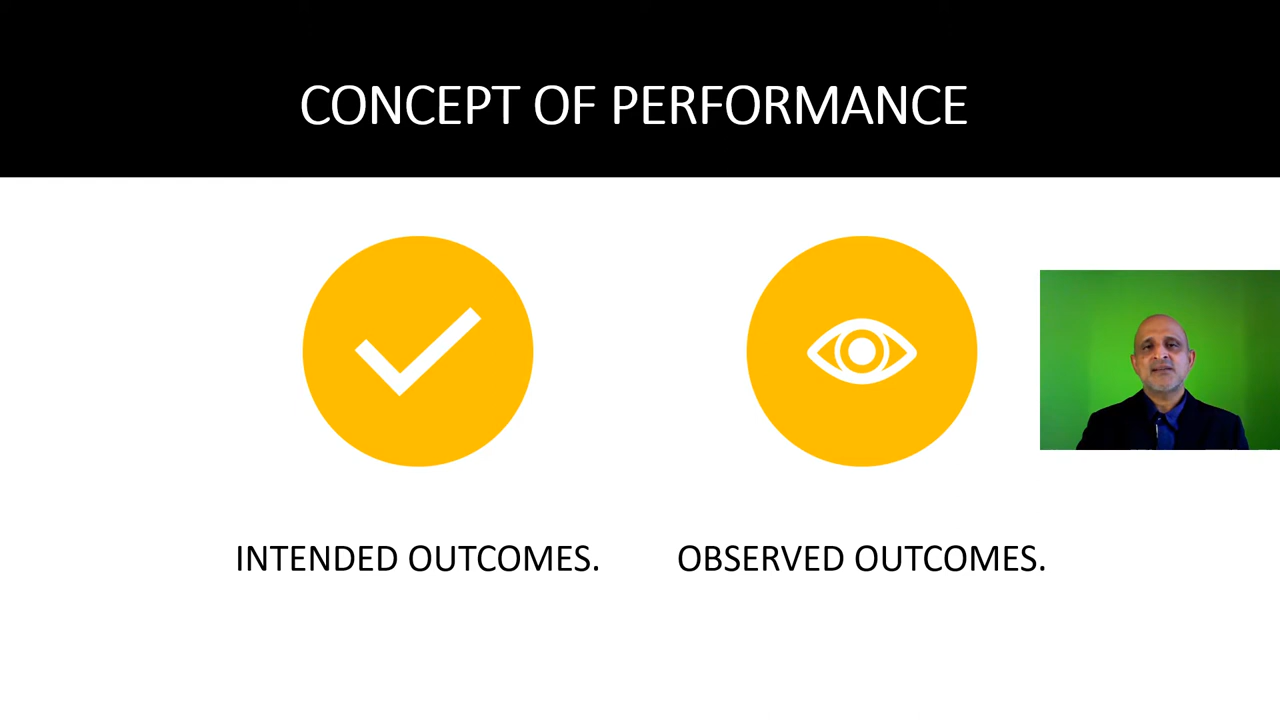 CONCEPT OF PERFORMANCE
INTENDED OUTCOMES.
OBSERVED OUTCOMES.